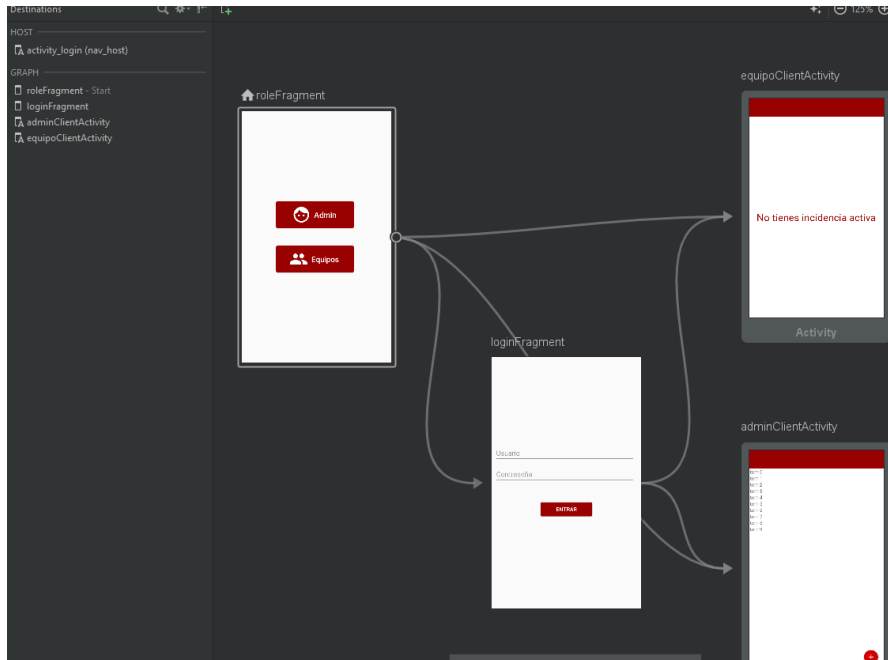 Destinations
125%
HOST
activity_login (nav_host)
GRAPH
roleFragment - Start
loginFragment
adminClientActivity
equipoClientActivity
roleFragment
Admin
Equipos
equipoClientActivity
No tienes incidencia activa
Activity
loginFragment
Usuario
Contraseña
ENTRAR
adminClientActivity